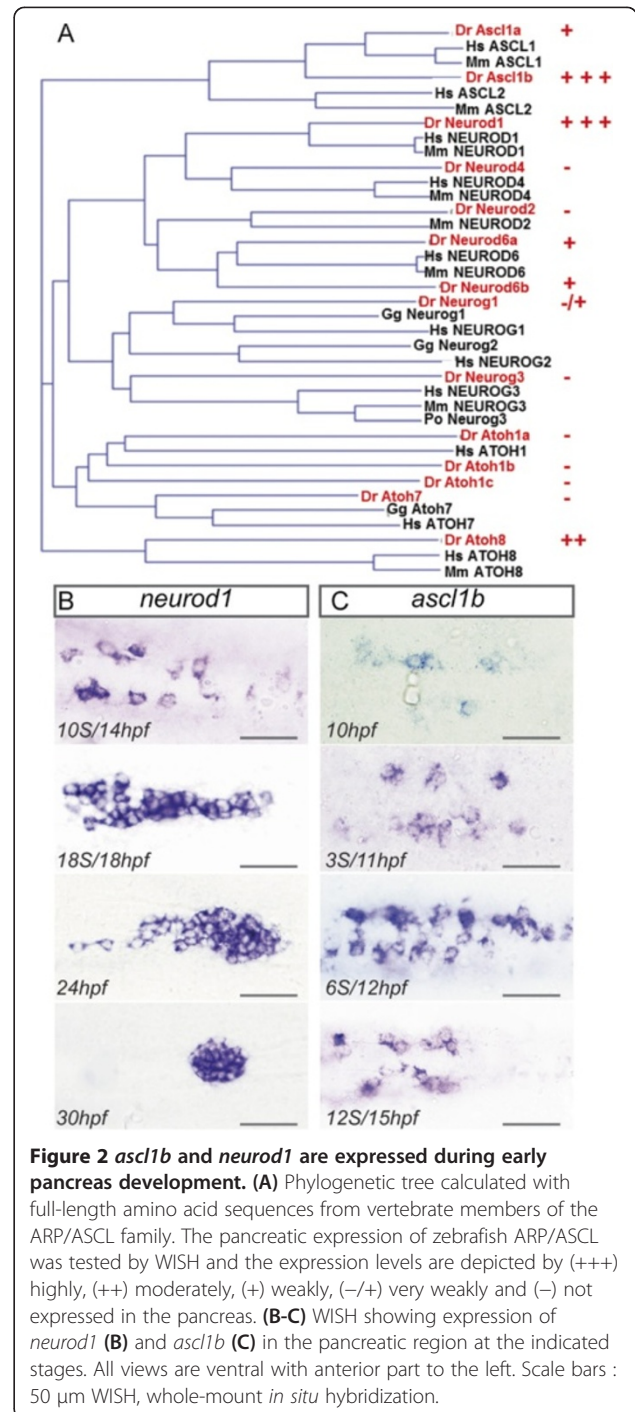 A
Dr Ascl1a +
Hs ASCL1
Mm ASCL1
Dr Ascl1b + + +
Hs ASCL2
Mm ASCL2
Dr Neurod1 + + +
Hs NEUROD1
Mm NEUROD1
Dr Neurod4 -
Hs NEUROD4
Mm NEUROD4
Dr Neurod2 -
Mm NEUROD2
Dr Neurod6a +
Hs NEUROD6
Mm NEUROD6
Dr Neurod6b +
Dr Neurog1 -/+
Gg Neurog1
Hs NEUROG1
Gg Neurog2
Hs NEUROG2
Dr Neurog3 -
Hs NEUROG3
Mm NEUROG3
Po Neurog3
Dr Atoh1a -
Hs ATOH1
Dr Atoh1b -
Dr Atoh1c -
Dr Atoh7 -
Gg Atoh7
Hs ATOH7
Dr Atoh8 ++
Hs ATOH8
Mm ATOH8
B neurod1
10S/14hpf
18S/18hpf
24hpf
30hpf
C ascl1b
10hpf
3S/11hpf
6S/12hpf
12S/15hpf
Figure 2 ascl1b and neurod1 are expressed during early
pancreas development. (A) Phylogenetic tree calculated with
full-length amino acid sequences from vertebrate members of the
ARP/ASCL family. The pancreatic expression of zebrafish ARP/ASCL
was tested by WISH and the expression levels are depicted by (+++)
highly, (++) moderately, (+) weakly, (−/+) very weakly and (−) not
expressed in the pancreas. (B-C) WISH showing expression of
neurod1 (B) and ascl1b (C) in the pancreatic region at the indicated
stages. All views are ventral with anterior part to the left. Scale bars :
50 μm WISH, whole-mount in situ hybridization.